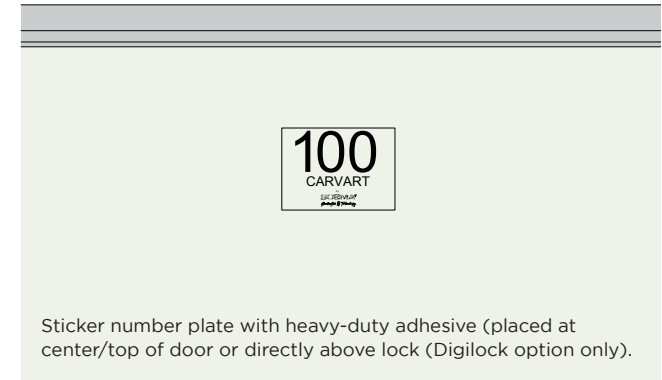 100
CARVART
Sticker number plate with heavy-duty adhesive (placed at
center/top of door or directly above lock (Digilock option only).